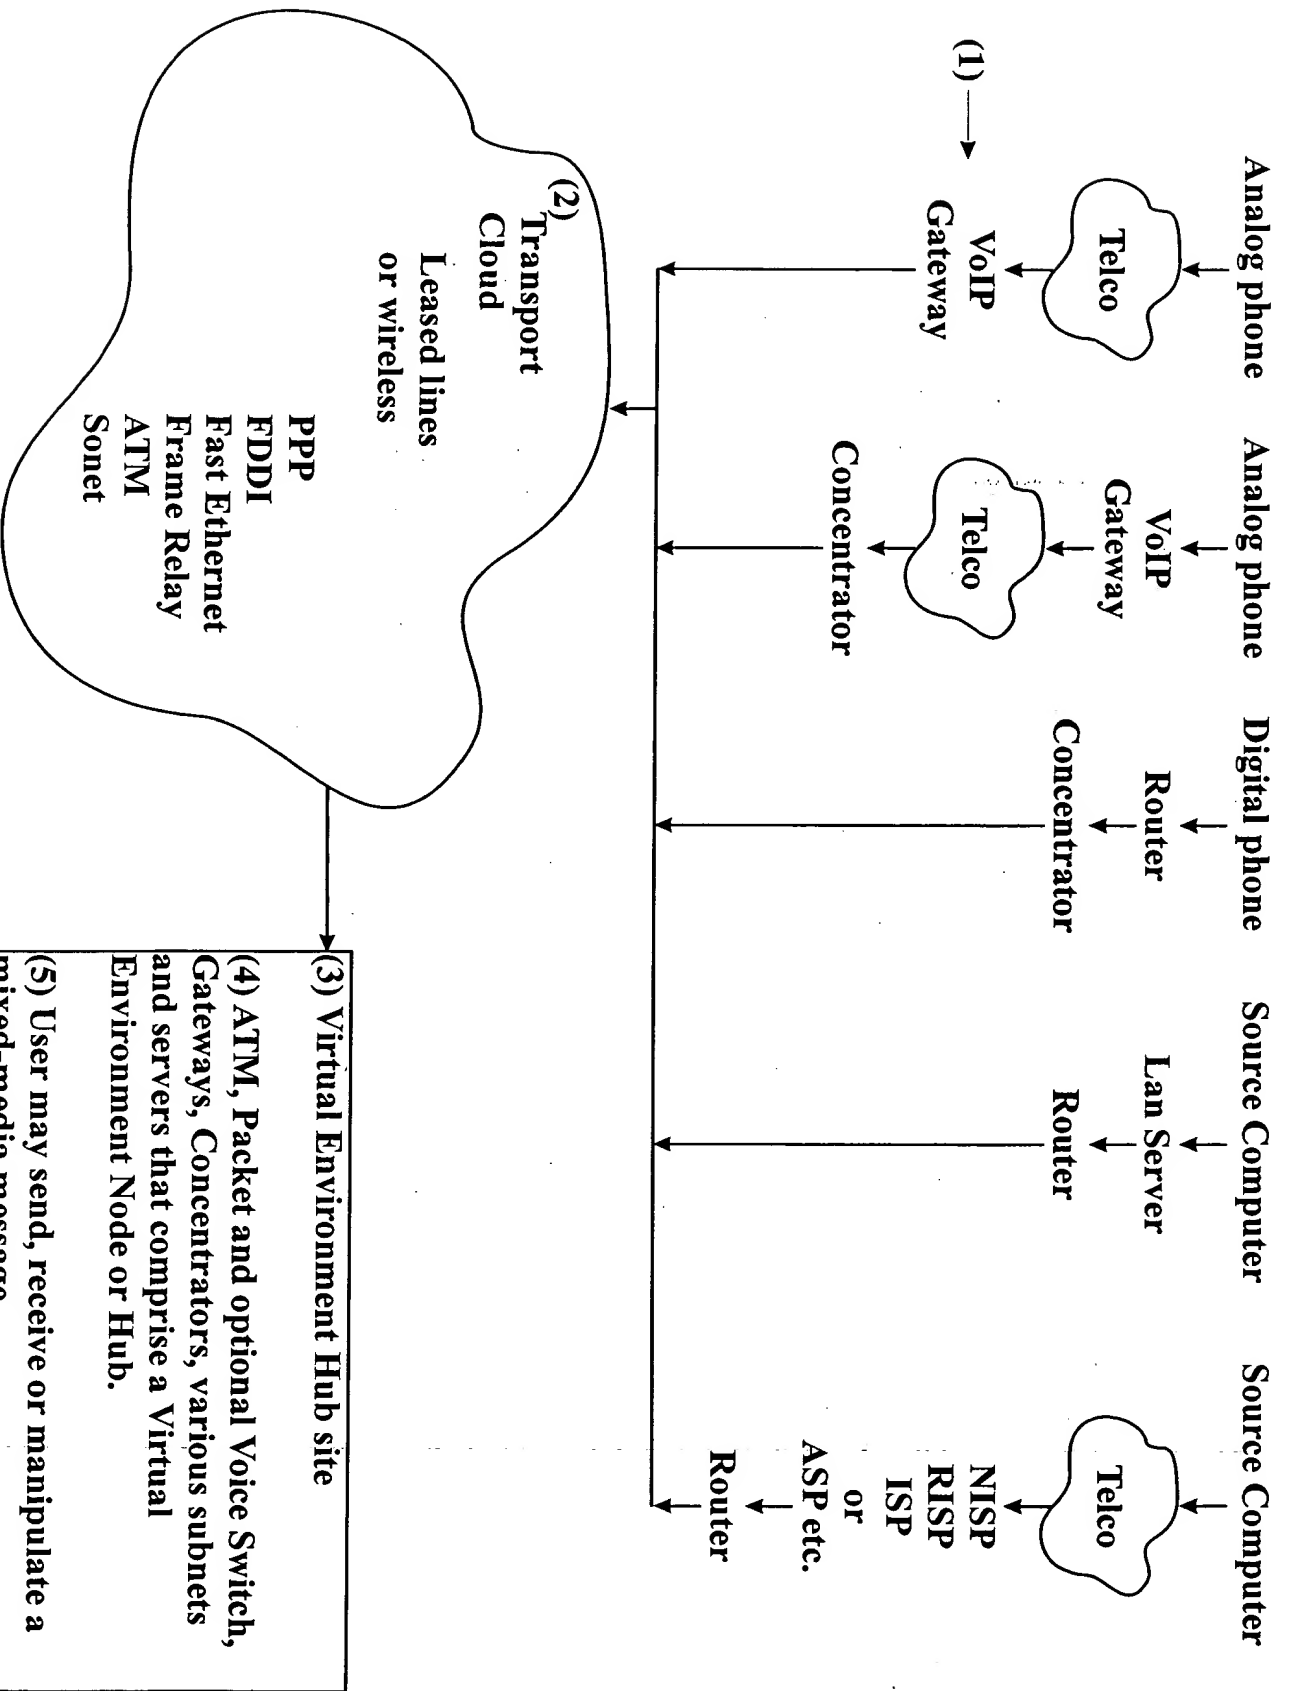 Analog phone
Telco
(1)
VoIP
Gateway
Analog phone
VoIP
Gateway
Telco
Concentrator
Digital phone
Router
Concentrator
Source Computer
Lan Server
Router
Source Computer
Telco
NISP
RISP
ISP
or
ASP etc.
Router
(2)
Transport
Cloud
Leased lines
or wireless
PPP
FDDI
Fast Ethernet
Frame Relay
ATM
Sonet
(3) Virtual Environment Hub site
(4) ATM, Packet and optional Voice Switch,
Gateways, Concentrators, various subnets
and servers that comprise a Virtual
Environment Node or Hub.
(5) User may send, receive or manipulate a
mixed-media message